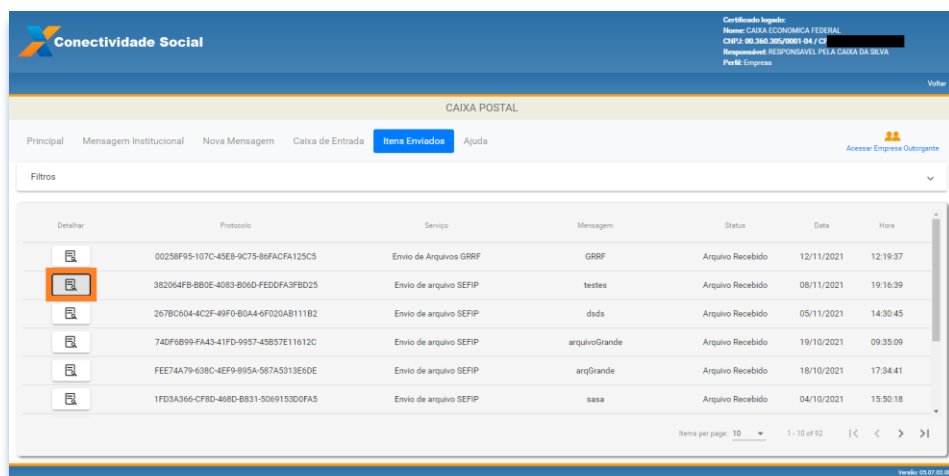 Certificado logado:
Nome: CAIXA ECONOMICA FEDERAL
CNPJ: 00.360.305/0001-04 / CP
Responsável: RESPONSAVEL PELA CAIXA DA SILVA
Perfil: Empresa
Conectividade Social
Voltar
CAIXA POSTAL
Principal Mensagem Institucional Nova Mensagem Caixa de Entrada Itens Enviados Ajuda
Acessar Empresa Outorgante
Filtros
Detalhar Protocolo Serviço Mensagem Status Data Hora
00258F95-107C-45E8-9C75-86FACFA125C5 Envio de Arquivos GRRF GRRF Arquivo Recebido 12/11/2021 12:19:37
382064FB-BB0E-4083-B06D-FEDDFA3FBD25 Envio de arquivo SEFIP testes Arquivo Recebido 08/11/2021 19:16:39
267BC604-4C2F-49F0-B0A4-6F020AB111B2 Envio de arquivo SEFIP dsds Arquivo Recebido 05/11/2021 14:30:45
74DF6B99-FA43-41FD-9957-45B57E11612C Envio de arquivo SEFIP arquivoGrande Arquivo Recebido 19/10/2021 09:35:09
FEE74A79-638C-4EF9-895A-587A5313E6DE Envio de arquivo SEFIP arqGrande Arquivo Recebido 18/10/2021 17:34:41
1FD3A366-CF8D-468D-B831-5069153D0FA5 Envio de arquivo SEFIP sasa Arquivo Recebido 04/10/2021 15:50:18
Items per page: 10 1 - 10 of 92